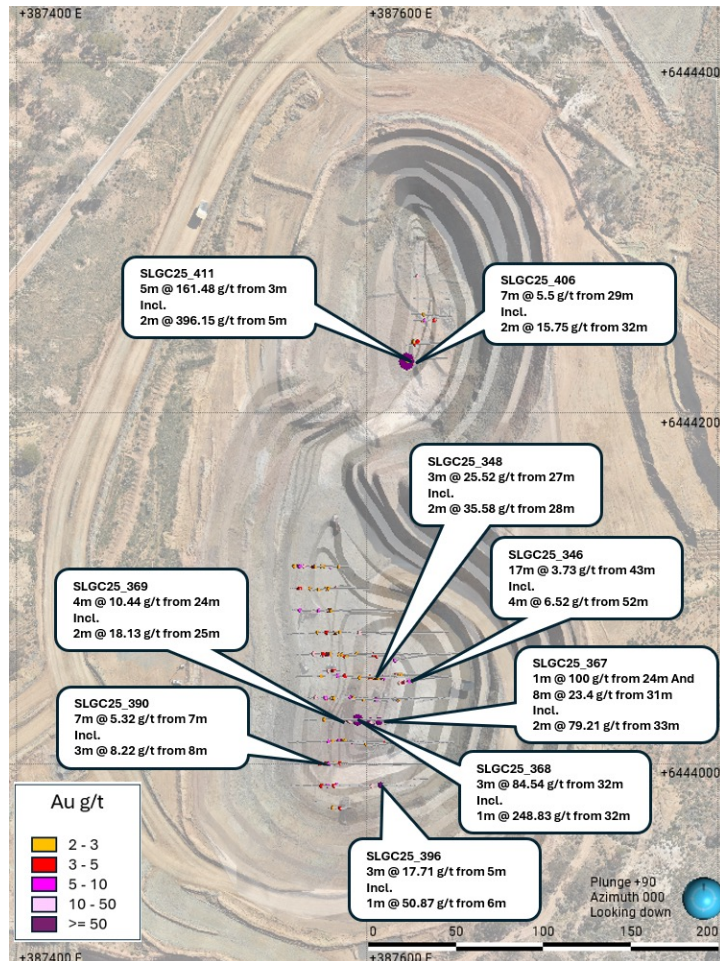 +387400 E
+387600 E
+6444400
SLGC25_411
5m @ 161.48 g/t from 3m
Incl.
2m @ 396.15 g/t from 5m
SLGC25_406
7m @ 5.5 g/t from 29m
Incl.
2m @ 15.75 g/t from 32m
+6444200
SLGC25_348
3m @ 25.52 g/t from 27m
Incl.
2m @ 35.58 g/t from 28m
SLGC25_346
17m @ 3.73 g/t from 43m
Incl.
4m @ 6.52 g/t from 52m
SLGC25_369
4m @ 10.44 g/t from 24m
Incl.
2m @ 18.13 g/t from 25m
SLGC25_367
1m @ 100 g/t from 24m And
8m @ 23.4 g/t from 31m
Incl.
2m @ 79.21 g/t from 33m
SLGC25_390
7m @ 5.32 g/t from 7m
Incl.
3m @ 8.22 g/t from 8m
SLGC25_368
3m @ 84.54 g/t from 32m
Incl.
1m @ 248.83 g/t from 32m
+6444000
SLGC25_396
3m @ 17.71 g/t from 5m
Incl.
1m @ 50.87 g/t from 6m
Au g/t
2 - 3
3 - 5
5 - 10
10 - 50
>= 50
Plunge +90
Azimuth 000
Looking down
0 50 100 150 200
+387400 E
+387600 E